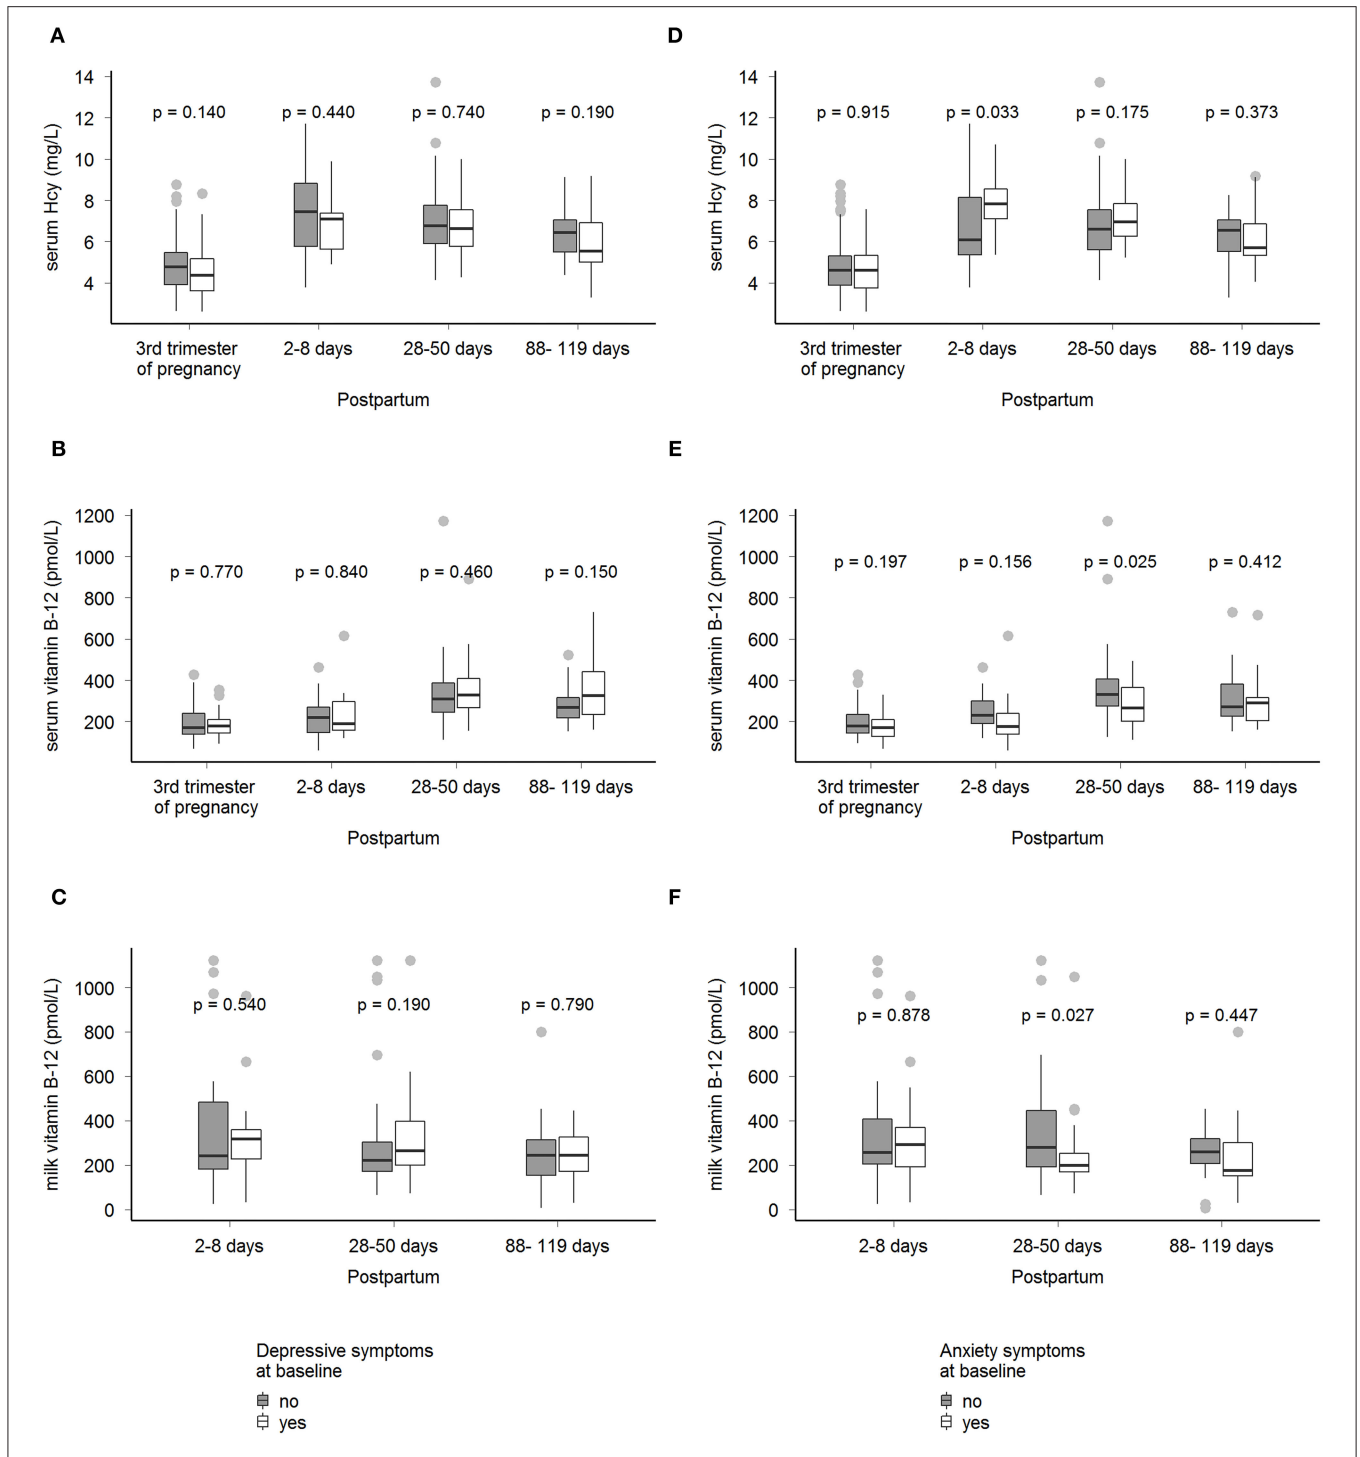 A
14
12
10
8
6
4
serum Hcy (mg/L)
p = 0.140
p = 0.440
p = 0.740
p = 0.190
3rd trimester
of pregnancy
2-8 days
28-50 days
88- 119 days
Postpartum
D
14
12
10
8
6
4
serum Hcy (mg/L)
p = 0.915
p = 0.033
p = 0.175
p = 0.373
3rd trimester
of pregnancy
2-8 days
28-50 days
88- 119 days
Postpartum
B
1200
1000
800
600
400
200
serum vitamin B-12 (pmol/L)
p = 0.770
p = 0.840
p = 0.460
p = 0.150
3rd trimester
of pregnancy
2-8 days
28-50 days
88- 119 days
Postpartum
E
1200
1000
800
600
400
200
serum vitamin B-12 (pmol/L)
p = 0.197
p = 0.156
p = 0.025
p = 0.412
3rd trimester
of pregnancy
2-8 days
28-50 days
88- 119 days
Postpartum
C
1000
800
600
400
200
0
milk vitamin B-12 (pmol/L)
p = 0.540
p = 0.190
p = 0.790
2-8 days
28-50 days
88- 119 days
Postpartum
F
1000
800
600
400
200
0
milk vitamin B-12 (pmol/L)
p = 0.878
p = 0.027
p = 0.447
2-8 days
28-50 days
88- 119 days
Postpartum
Depressive symptoms
at baseline
no
yes
Anxiety symptoms
at baseline
no
yes